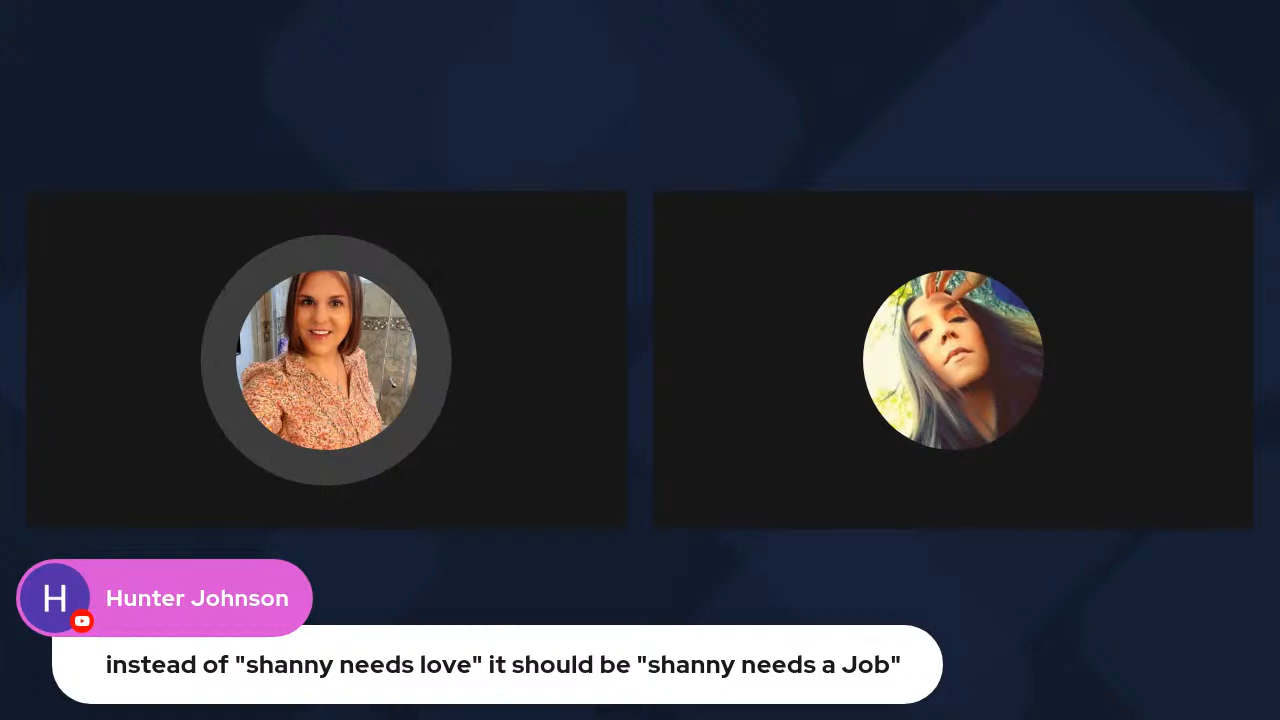 H
Hunter Johnson
instead of "shanny needs love" it should be "shanny needs a Job"